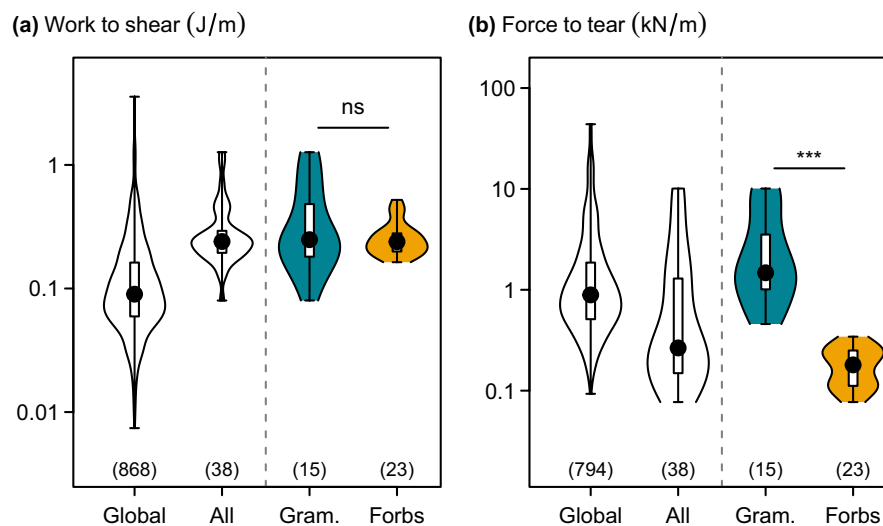 (a) Work to shear (J/m)
1
0.1
0.01
ns
(868) (38) (15) (23)
Global All Gram. Forbs
(b) Force to tear (kN/m)
100
10
1
0.1
***
(794) (38) (15) (23)
Global All Gram. Forbs